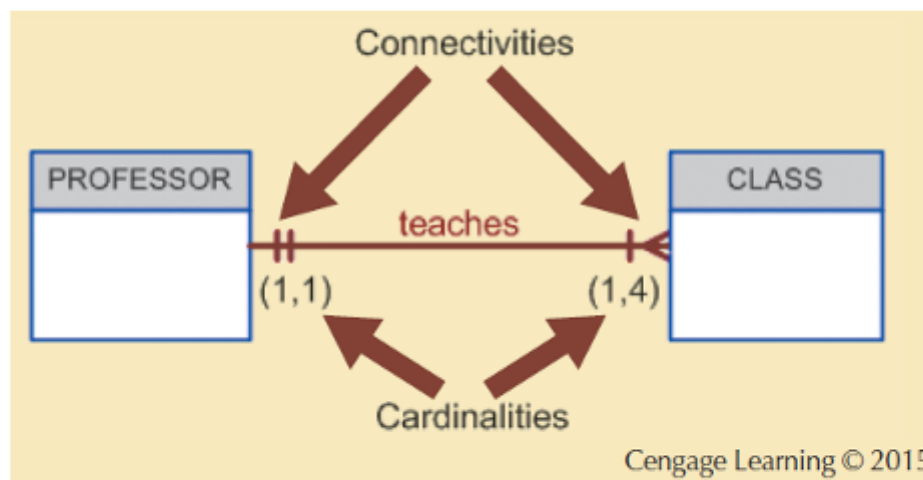 Connectivities
PROFESSOR
CLASS
teaches
(1,1)
(1,4)
Cardinalities
Cengage Learning © 2015